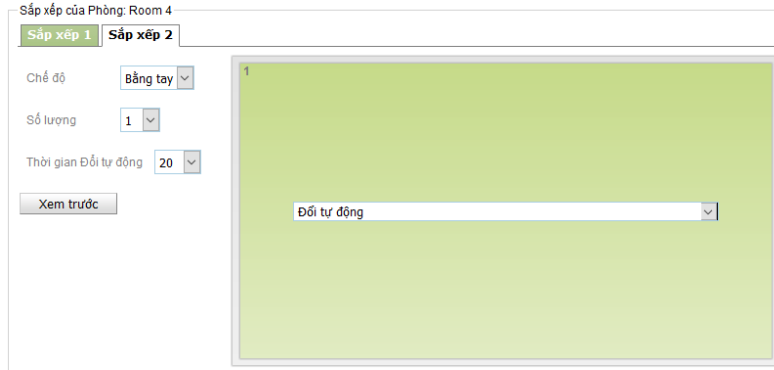 Sắp xếp của Phòng: Room 4
Sắp xếp 1 Sắp xếp 2
Chế độ Bằng tay
1
Số lượng 1
Thời gian Đổi tự động 20
Xem trước
Đổi tự động